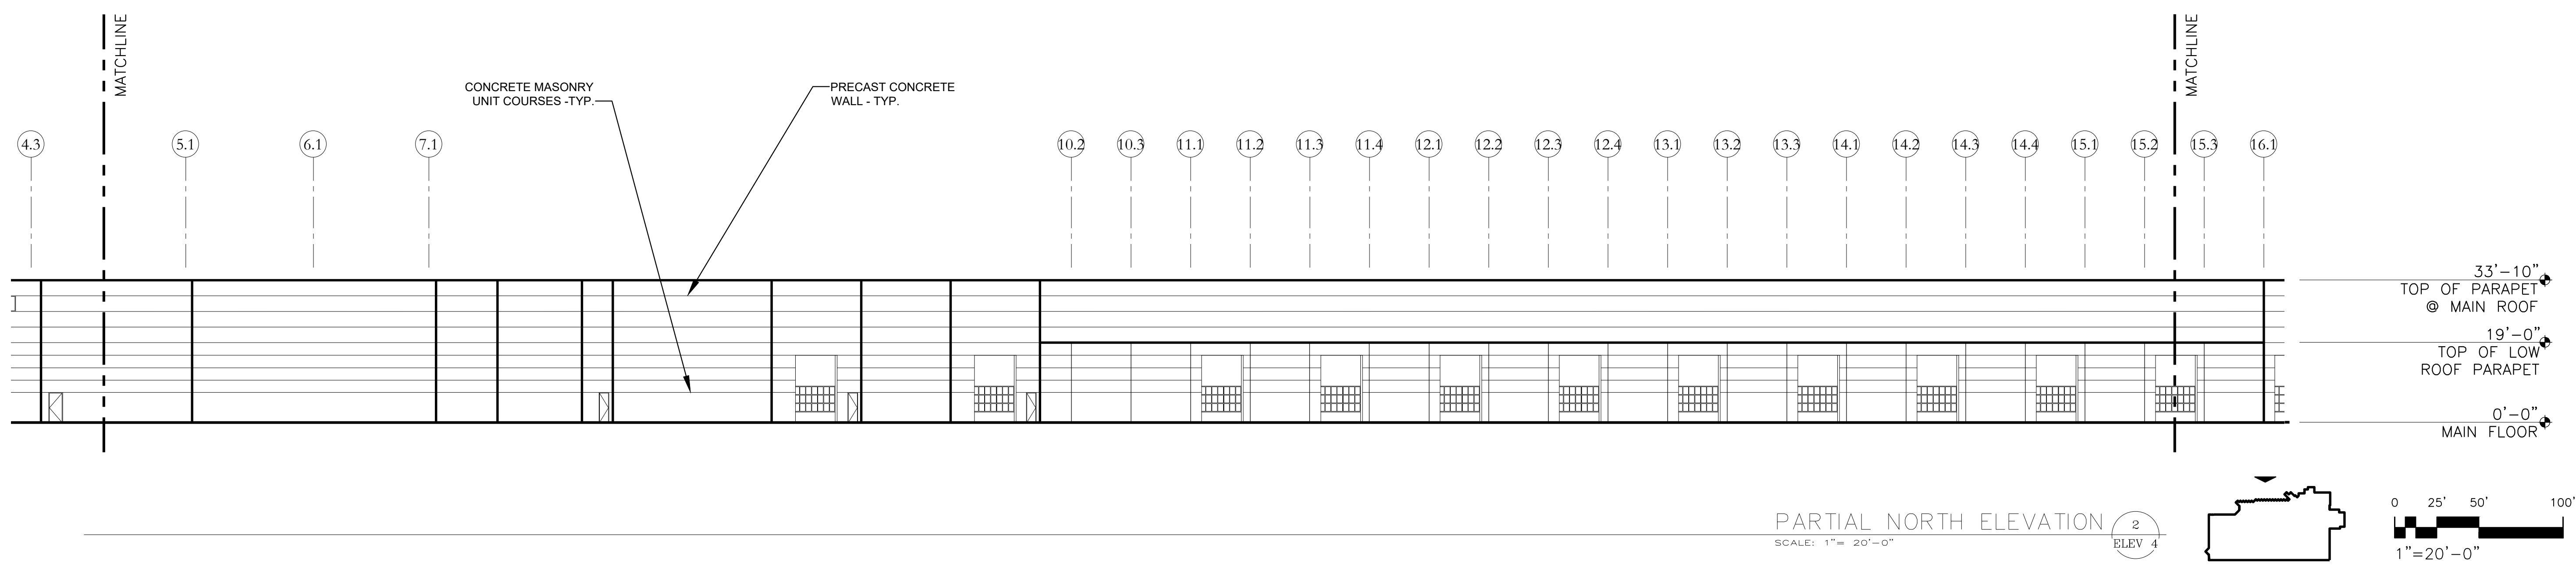 MATCHLINE
MATCHLINE
CONCRETE MASONRY
UNIT COURSES -TYP.
PRECAST CONCRETE
WALL - TYP.
4.3 5.1 6.1 7.1 10.2 10.3 11.1 11.2 11.3 11.4 12.1 12.2 12.3 12.4 13.1 13.2 13.3 14.1 14.2 14.3 14.4 15.1 15.2 15.3 16.1
33'-10"
TOP OF PARAPET
@ MAIN ROOF
19'-0"
TOP OF LOW
ROOF PARAPET
0'-0"
MAIN FLOOR
PARTIAL NORTH ELEVATION
SCALE: 1"= 20'-0"
2
ELEV 4
0 25' 50' 100'
1"=20'-0"